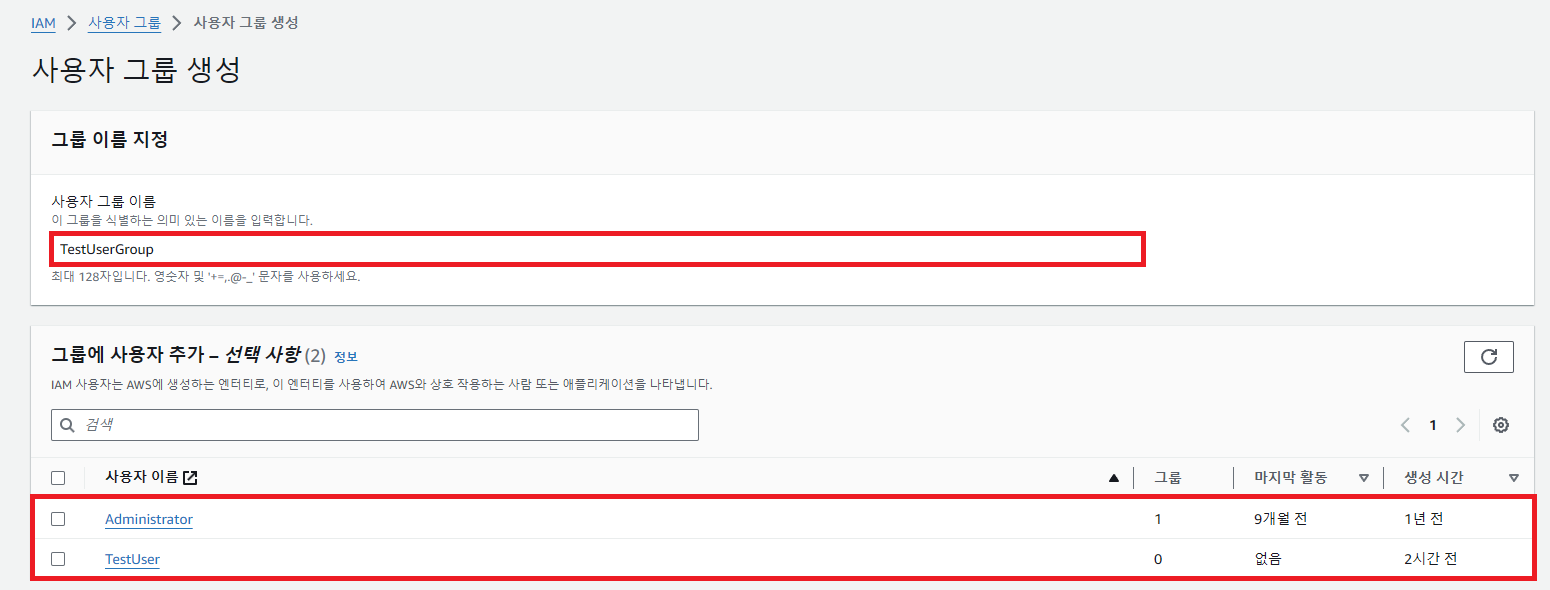 IAM > 사용자 그룹 > 사용자 그룹 생성
사용자 그룹 생성
그룹 이름 지정
사용자 그룹 이름
이 그룹을 식별하는 의미 있는 이름을 입력합니다.
TestUserGroup
최대 128자입니다. 영숫자 및 '+=,.@-_' 문자를 사용하세요.
그룹에 사용자 추가 – 선택 사항 (2) 정보
IAM 사용자는 AWS에 생성하는 엔터티로, 이 엔터티를 사용하여 AWS와 상호 작용하는 사람 또는 애플리케이션을 나타냅니다.
검색 1
사용자 이름 그룹 마지막 활동 생성 시간
Administrator 1 9개월 전 1년 전
TestUser 0 없음 2시간 전